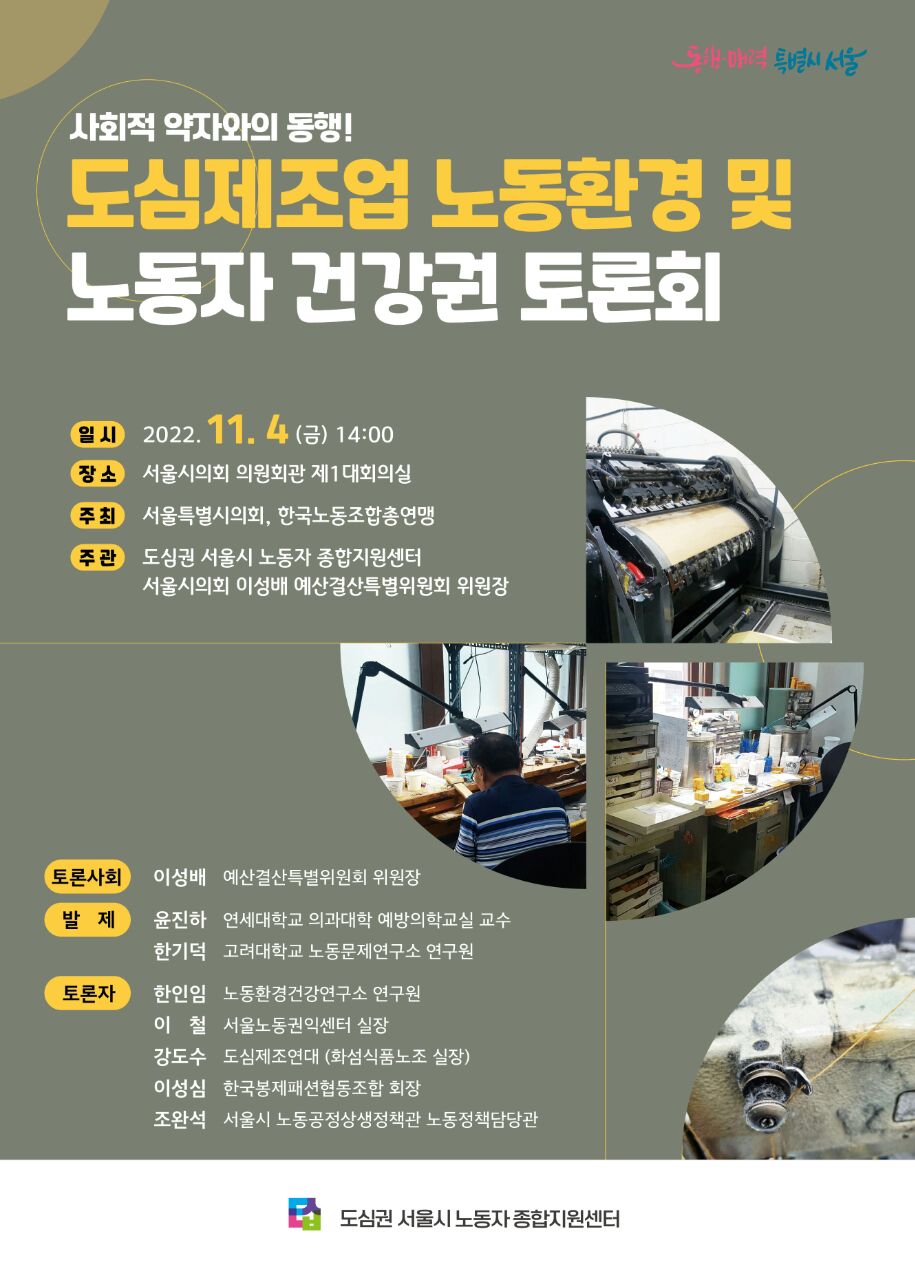 동행·매력 특별시 서울
사회적 약자와의 동행!
도심제조업 노동환경 및
노동자 건강권 토론회
일시 2022. 11. 4 (금) 14:00
장소 서울시의회 의원회관 제1대회의실
주최 서울특별시의회, 한국노동조합총연맹
주관 도심권 서울시 노동자 종합지원센터
서울시의회 이성배 예산결산특별위원회 위원장
토론사회 이성배 예산결산특별위원회 위원장
발 제 윤진하 연세대학교 의과대학 예방의학교실 교수
한기덕 고려대학교 노동문제연구소 연구원
토론자 한인임 노동환경건강연구소 연구원
이 철 서울노동권익센터 실장
강도수 도심제조연대 (화섬식품노조 실장)
이성심 한국봉제패션협동조합 회장
조완석 서울시 노동공정상생정책관 노동정책담당관
도심
도심권 서울시 노동자 종합지원센터